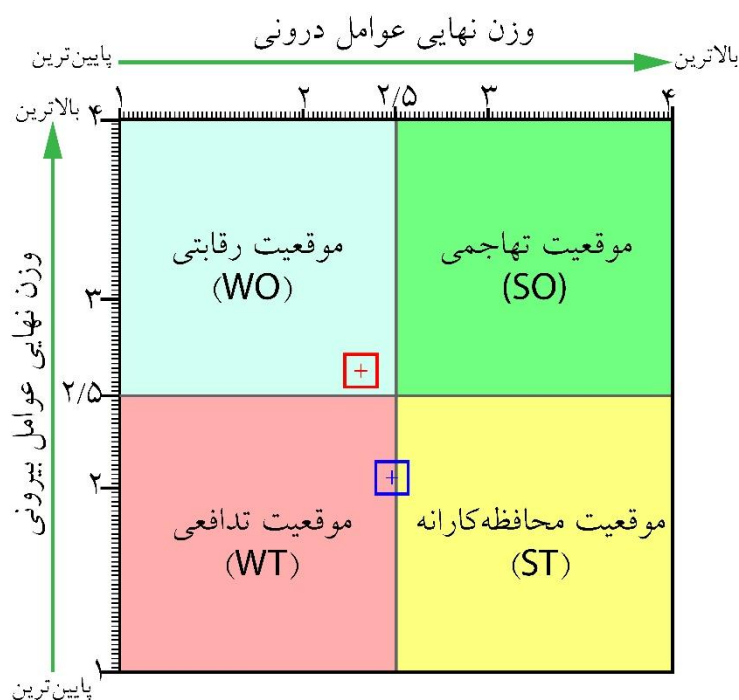 وزن نهایی عوامل درونی
پایین‌ترین
بالاترین
۱
۲
۲/۵
۳
۴
بالاترین
۴
موقعیت رقابتی
(WO)
موقعیت تهاجمی
(SO)
۳
وزن نهایی عوامل بیرونی
۲/۵
۲
موقعیت تدافعی
(WT)
موقعیت محافظه‌کارانه
(ST)
۱
پایین‌ترین